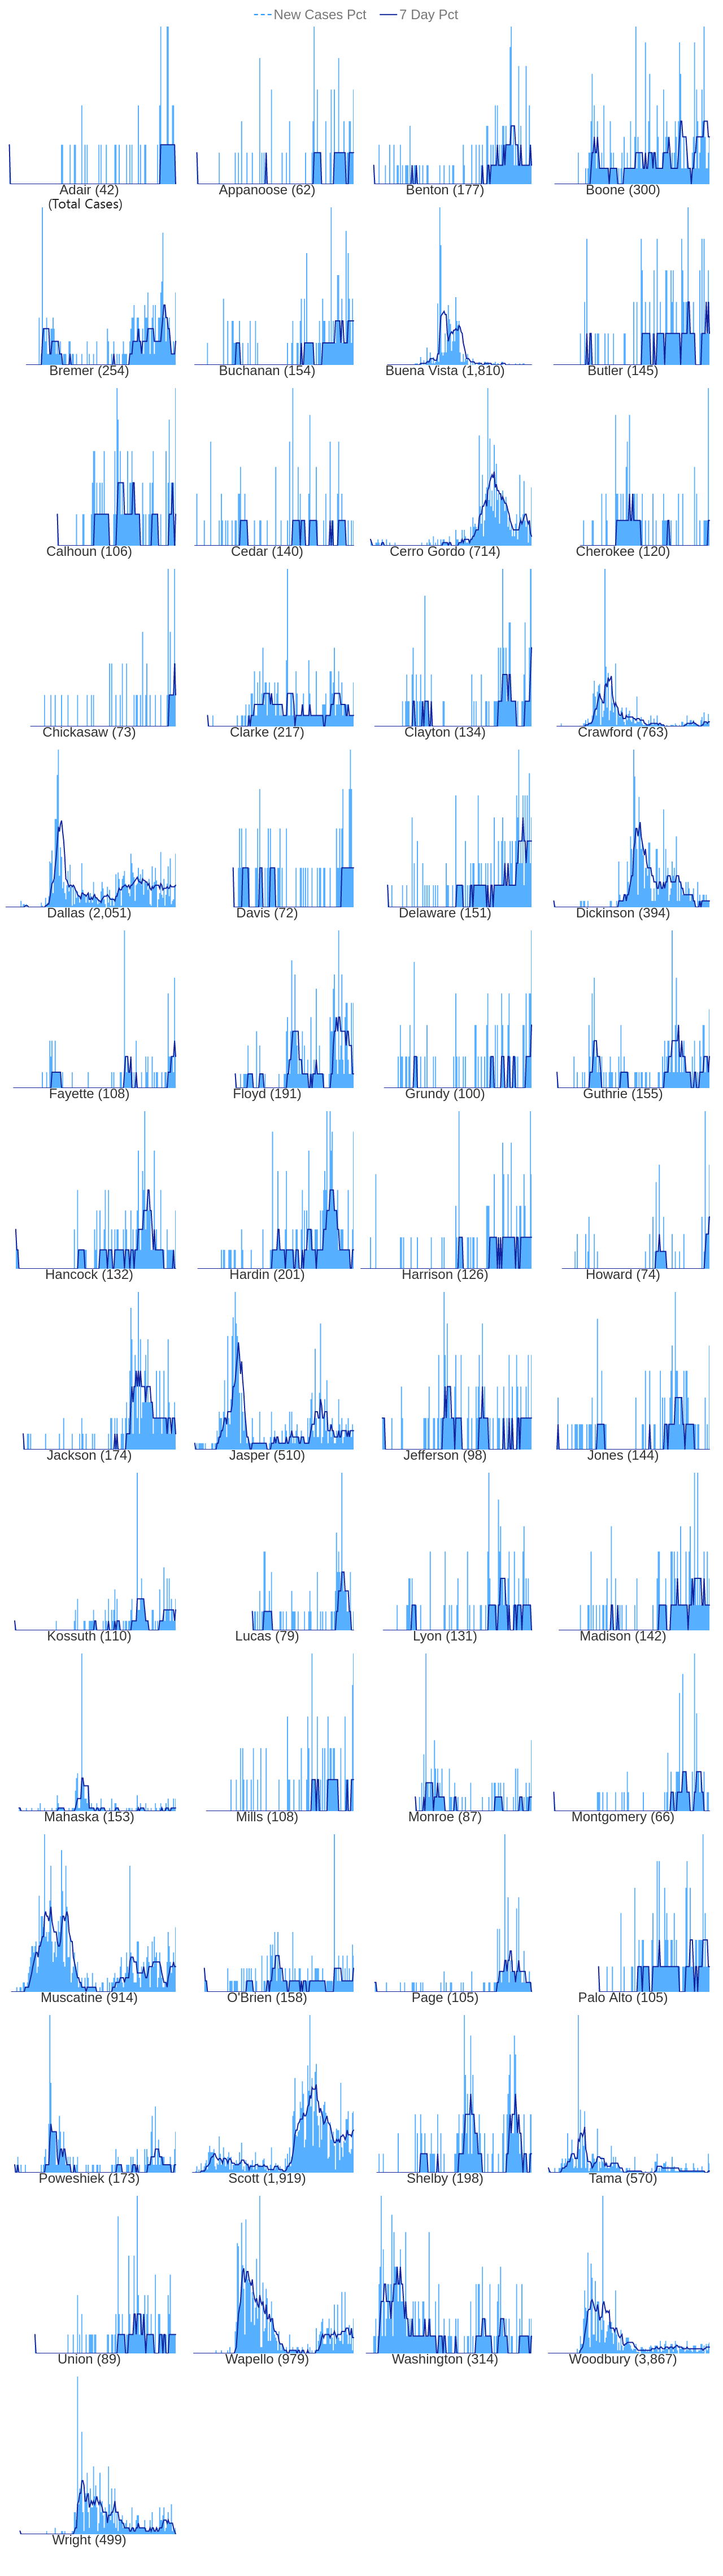 New Cases Pct 7 Day Pct
Adair (42) Appanoose (62) Benton (177) Boone (300)
(Total Cases)
Bremer (254) Buchanan (154) Buena Vista (1,810) Butler (145)
Calhoun (106) Cedar (140) Cerro Gordo (714) Cherokee (120)
Chickasaw (73) Clarke (217) Clayton (134) Crawford (763)
Dallas (2,051) Davis (72) Delaware (151) Dickinson (394)
Fayette (108) Floyd (191) Grundy (100) Guthrie (155)
Hancock (132) Hardin (201) Harrison (126) Howard (74)
Jackson (174) Jasper (510) Jefferson (98) Jones (144)
Kossuth (110) Lucas (79) Lyon (131) Madison (142)
Mahaska (153) Mills (108) Monroe (87) Montgomery (66)
Muscatine (914) O'Brien (158) Page (105) Palo Alto (105)
Poweshiek (173) Scott (1,919) Shelby (198) Tama (570)
Union (89) Wapello (979) Washington (314) Woodbury (3,867)
Wright (499)